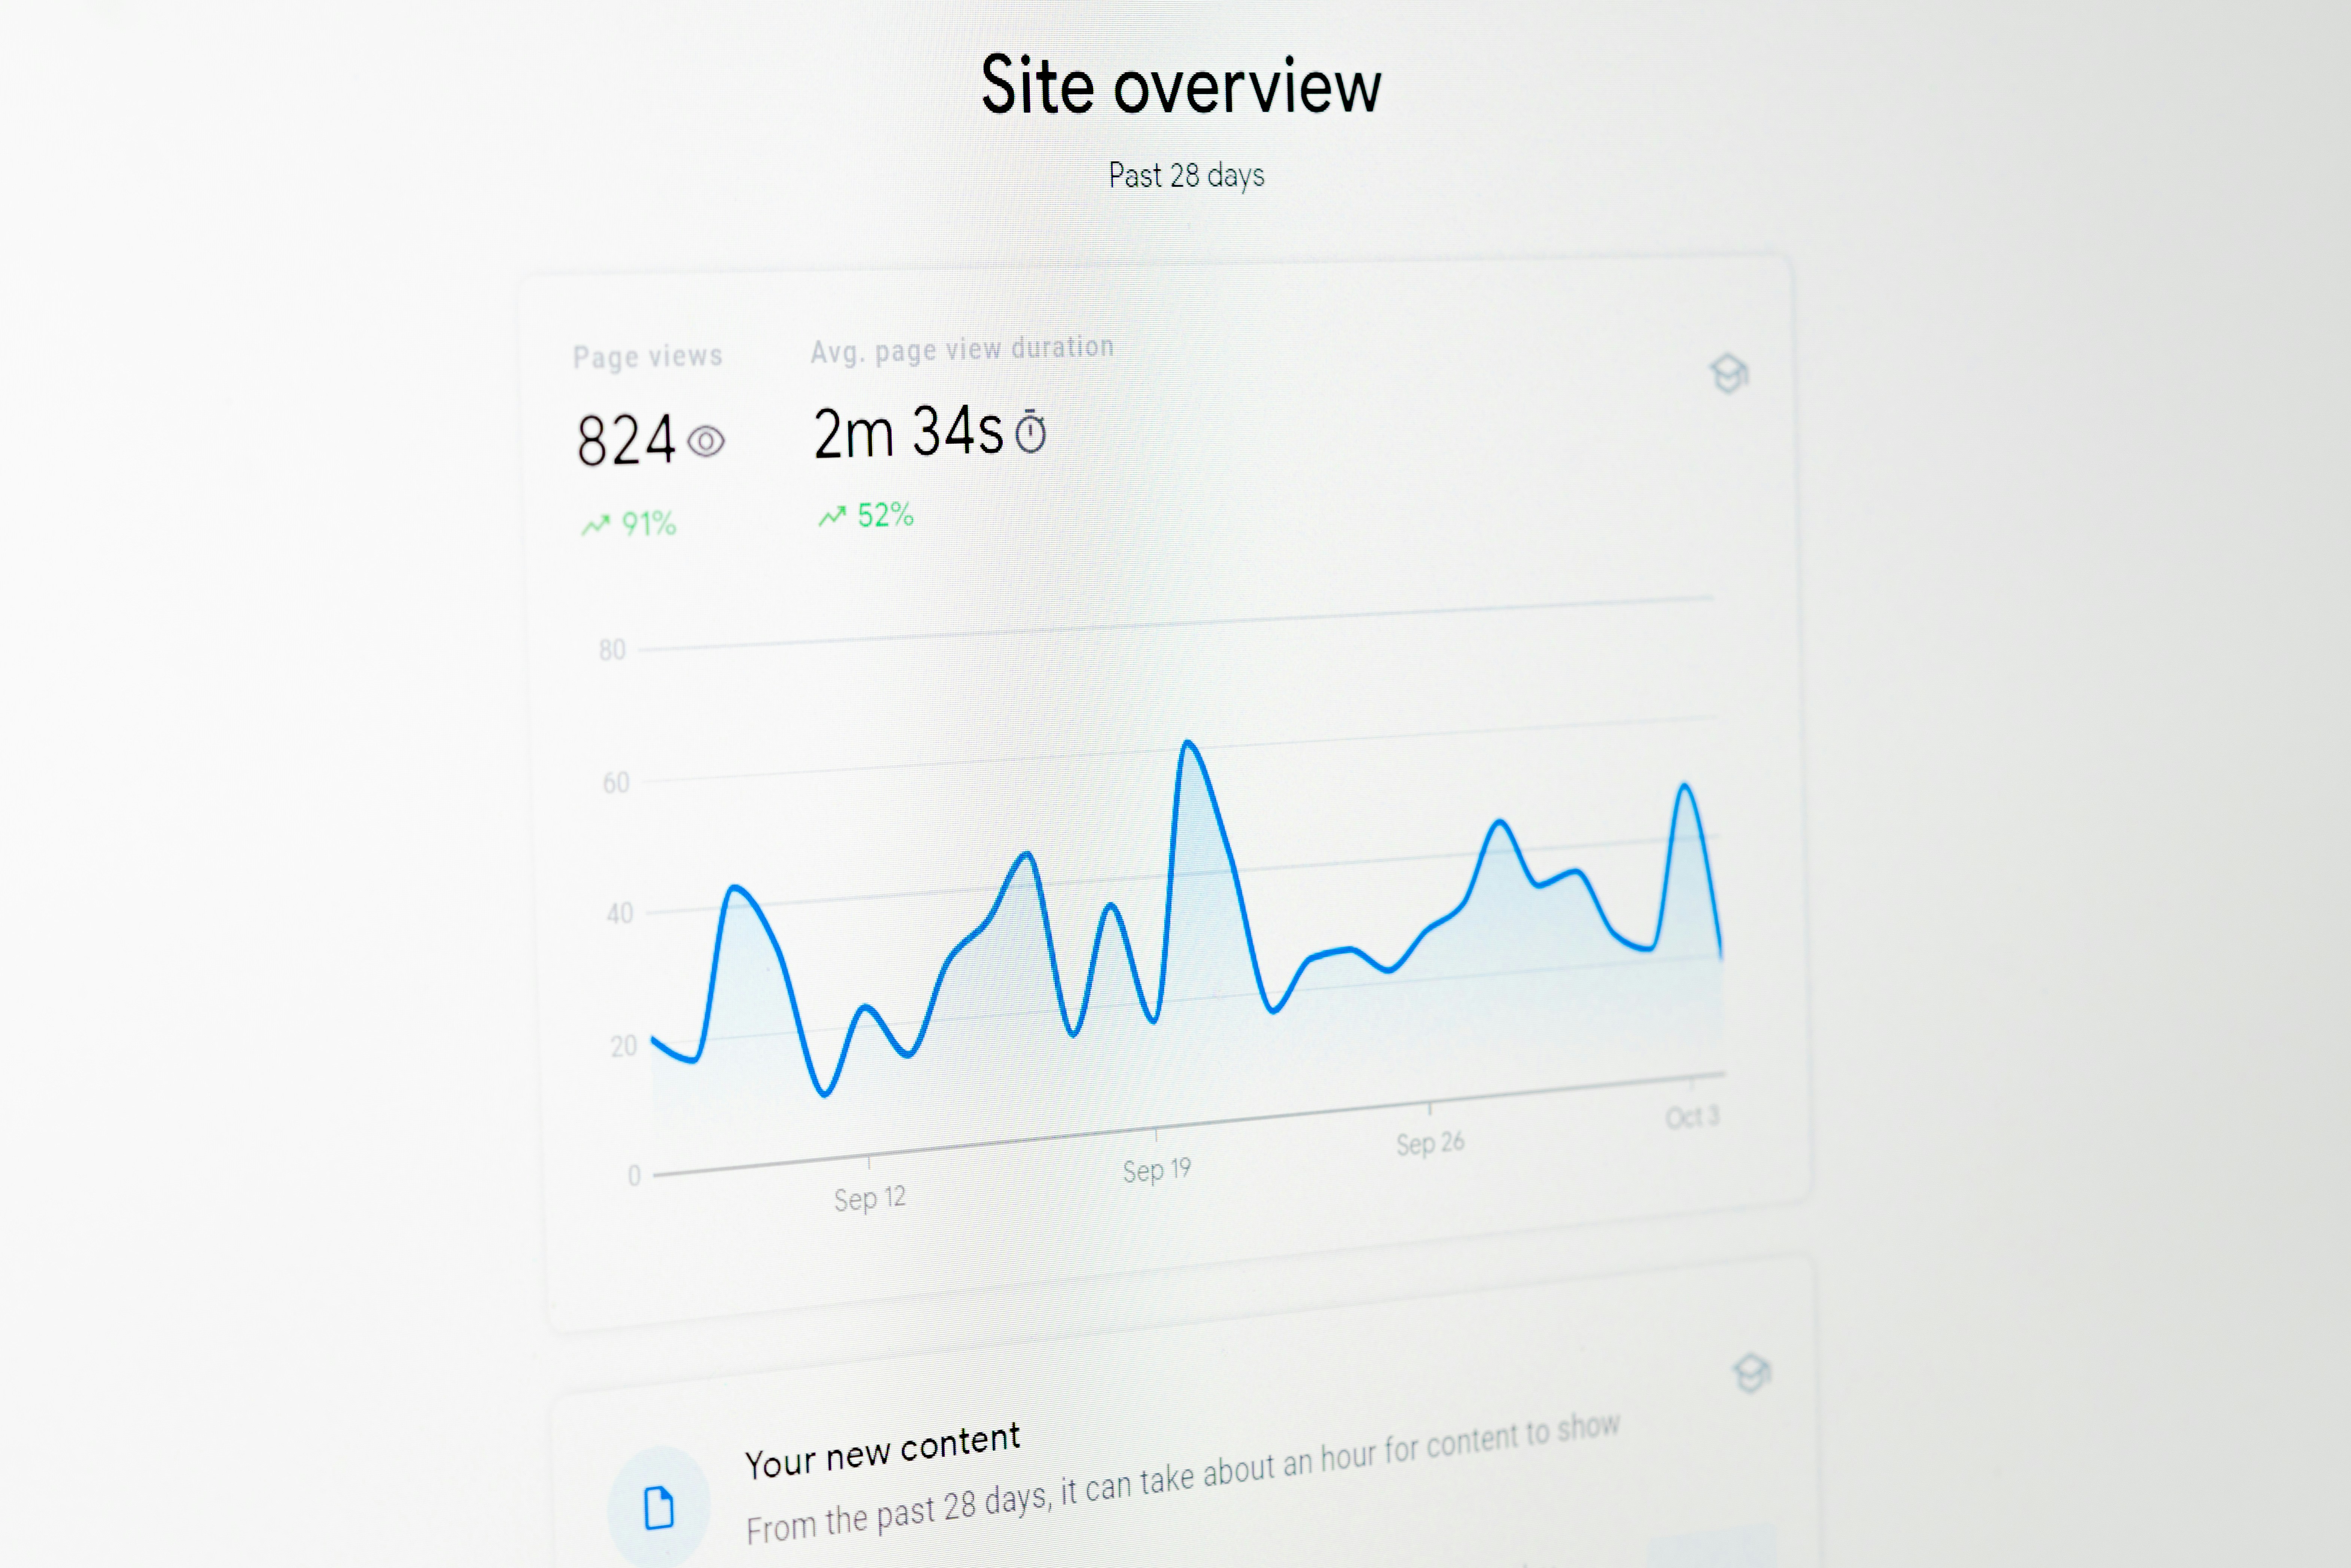 Site overview
Past 28 days
Page views
Avg. page view duration
824
2m 34s
91%
52%
80
60
40
20
0
Sep 12
Sep 19
Sep 26
Oct 3
Your new content
From the past 28 days, it can take about an hour for content to show